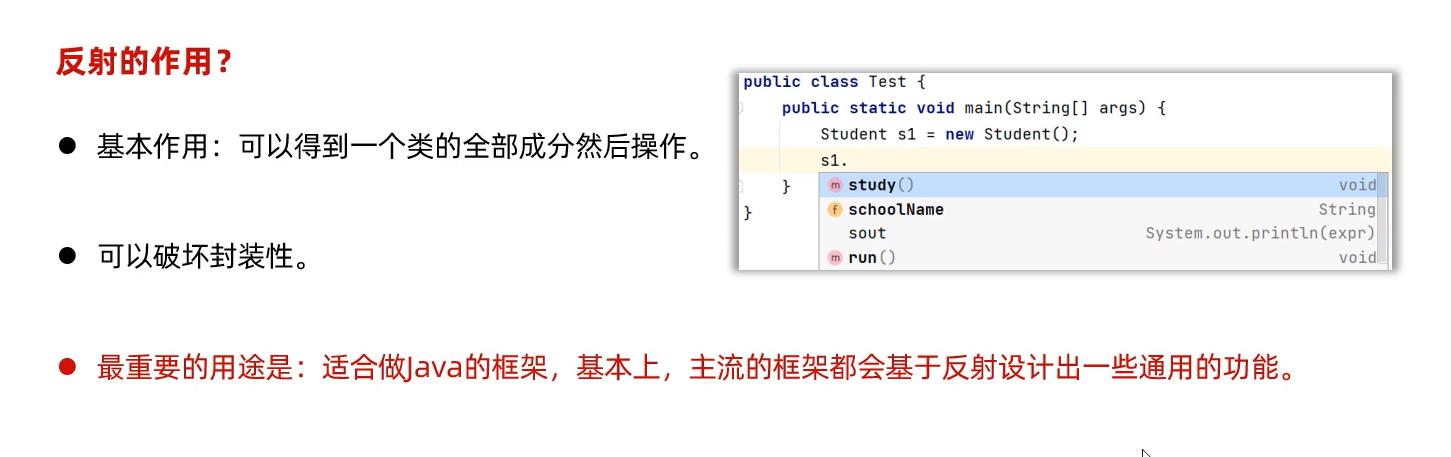 反射的作用？
● 基本作用：可以得到一个类的全部成分然后操作。
● 可以破坏封装性。
● 最重要的用途是：适合做Java的框架，基本上，主流的框架都会基于反射设计出一些通用的功能。
public class Test {
public static void main(String[] args) {
Student s1 = new Student();
s1.
m study() void
f schoolName String
sout System.out.println(expr)
m run() void
}
}